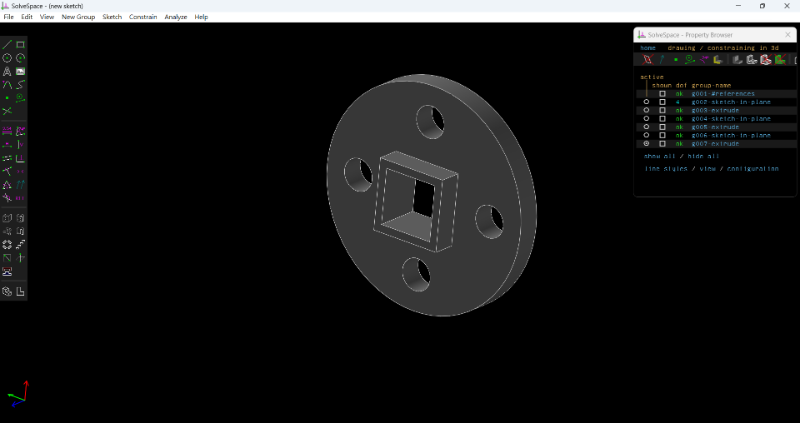 SolveSpace - (new sketch)
File Edit View New Group Sketch Constrain Analyze Help
SolveSpace - Property Browser
home drawing / constraining in 3d
active
shown dof group-name
ok g001-#references
4 g002-sketch-in-plane
ok g003-extrude
ok g004-sketch-in-plane
ok g005-extrude
ok g006-sketch-in-plane
ok g007-extrude
show all / hide all
line styles / view / configuration